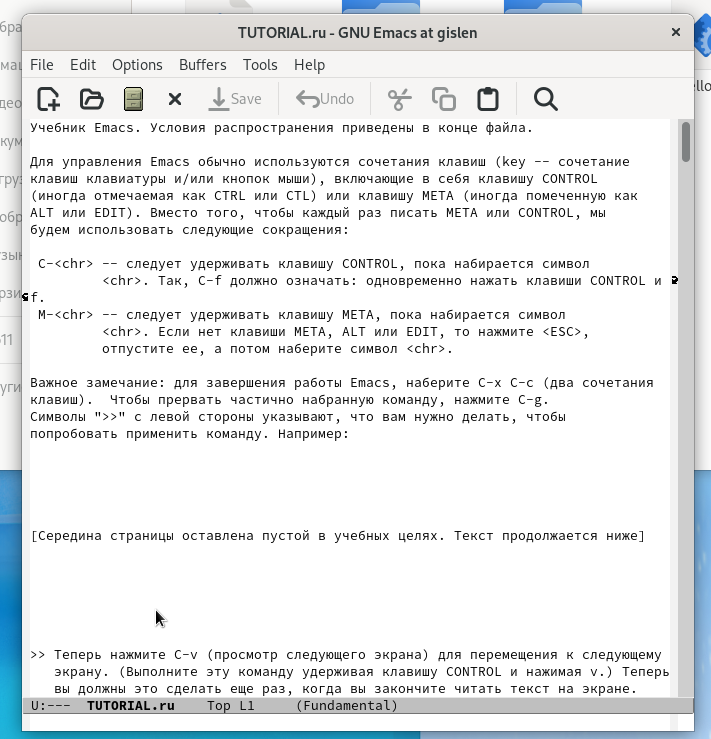 TUTORIAL.ru - GNU Emacs at gislen
File Edit Options Buffers Tools Help
Save Undo
Учебник Emacs. Условия распространения приведены в конце файла.
Для управления Emacs обычно используются сочетания клавиш (key -- сочетание
клавиш клавиатуры и/или кнопок мыши), включающие в себя клавишу CONTROL
(иногда отмечаемая как CTRL или CTL) или клавишу META (иногда помеченную как
ALT или EDIT). Вместо того, чтобы каждый раз писать META или CONTROL, мы
будем использовать следующие сокращения:
C-<chr> -- следует удерживать клавишу CONTROL, пока набирается символ
<chr>. Так, C-f должно означать: одновременно нажать клавиши CONTROL и
f.
M-<chr> -- следует удерживать клавишу META, пока набирается символ
<chr>. Если нет клавиши META, ALT или EDIT, то нажмите <ESC>,
отпустите ее, а потом наберите символ <chr>.
Важное замечание: для завершения работы Emacs, наберите C-x C-c (два сочетания
клавиш).  Чтобы прервать частично набранную команду, нажмите C-g.
Символы ">>" с левой стороны указывают, что вам нужно делать, чтобы
попробовать применить команду. Например:
[Середина страницы оставлена пустой в учебных целях. Текст продолжается ниже]
>> Теперь нажмите C-v (просмотр следующего экрана) для перемещения к следующему
экрану. (Выполните эту команду удерживая клавишу CONTROL и нажимая v.) Теперь
вы должны это сделать еще раз, когда вы закончите читать текст на экране.
U:--- TUTORIAL.ru Top L1 (Fundamental)